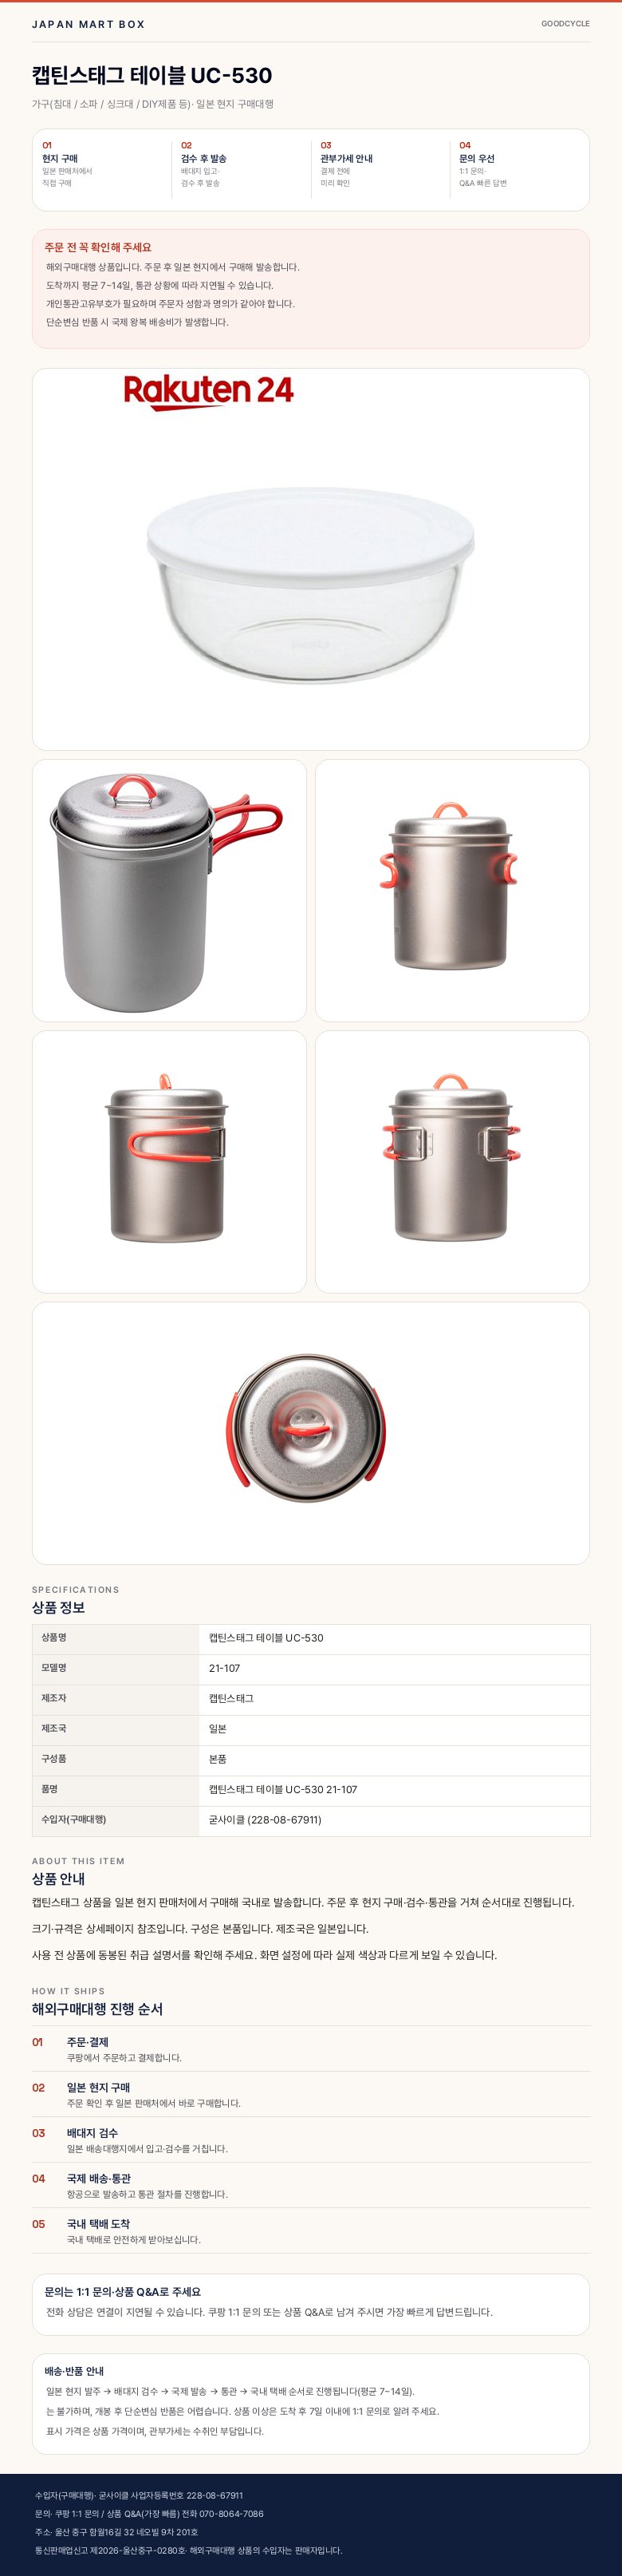 JAPAN MART BOX
GOODCYCLE
캡틴스태그 테이블 UC-530
가구(침대 / 소파 / 싱크대 / DIY제품 등)· 일본 현지 구매대행
01
현지 구매
일본 판매처에서
직접 구매
02
검수 후 발송
배대지 입고·
검수 후 발송
03
관부가세 안내
결제 전에
미리 확인
04
문의 우선
1:1 문의·
Q&A 빠른 답변
주문 전 꼭 확인해 주세요
해외구매대행 상품입니다. 주문 후 일본 현지에서 구매해 발송합니다.
도착까지 평균 7~14일, 통관 상황에 따라 지연될 수 있습니다.
개인통관고유부호가 필요하며 주문자 성함과 명의가 같아야 합니다.
단순변심 반품 시 국제 왕복 배송비가 발생합니다.
Rakuten 24
SPECIFICATIONS
상품 정보
상품명 캡틴스태그 테이블 UC-530
모델명 21-107
제조자 캡틴스태그
제조국 일본
구성품 본품
품명 캡틴스태그 테이블 UC-530 21-107
수입자(구매대행) 굳사이클 (228-08-67911)
ABOUT THIS ITEM
상품 안내
캡틴스태그 상품을 일본 현지 판매처에서 구매해 국내로 발송합니다. 주문 후 현지 구매·검수·통관을 거쳐 순서대로 진행됩니다.
크기·규격은 상세페이지 참조입니다. 구성은 본품입니다. 제조국은 일본입니다.
사용 전 상품에 동봉된 취급 설명서를 확인해 주세요. 화면 설정에 따라 실제 색상과 다르게 보일 수 있습니다.
HOW IT SHIPS
해외구매대행 진행 순서
01 주문·결제
쿠팡에서 주문하고 결제합니다.
02 일본 현지 구매
주문 확인 후 일본 판매처에서 바로 구매합니다.
03 배대지 검수
일본 배송대행지에서 입고·검수를 거칩니다.
04 국제 배송·통관
항공으로 발송하고 통관 절차를 진행합니다.
05 국내 택배 도착
국내 택배로 안전하게 받아보십니다.
문의는 1:1 문의·상품 Q&A로 주세요
전화 상담은 연결이 지연될 수 있습니다. 쿠팡 1:1 문의 또는 상품 Q&A로 남겨 주시면 가장 빠르게 답변드립니다.
배송·반품 안내
일본 현지 발주 → 배대지 검수 → 국제 발송 → 통관 → 국내 택배 순서로 진행됩니다(평균 7~14일).
는 불가하며, 개봉 후 단순변심 반품은 어렵습니다. 상품 이상은 도착 후 7일 이내에 1:1 문의로 알려 주세요.
표시 가격은 상품 가격이며, 관부가세는 수취인 부담입니다.
수입자(구매대행)· 굳사이클 사업자등록번호 228-08-67911
문의· 쿠팡 1:1 문의 / 상품 Q&A(가장 빠름) 전화 070-8064-7086
주소· 울산 중구 함월16길 32 네오빌 9차 201호
통신판매업신고 제2026-울산중구-0280호· 해외구매대행 상품의 수입자는 판매자입니다.